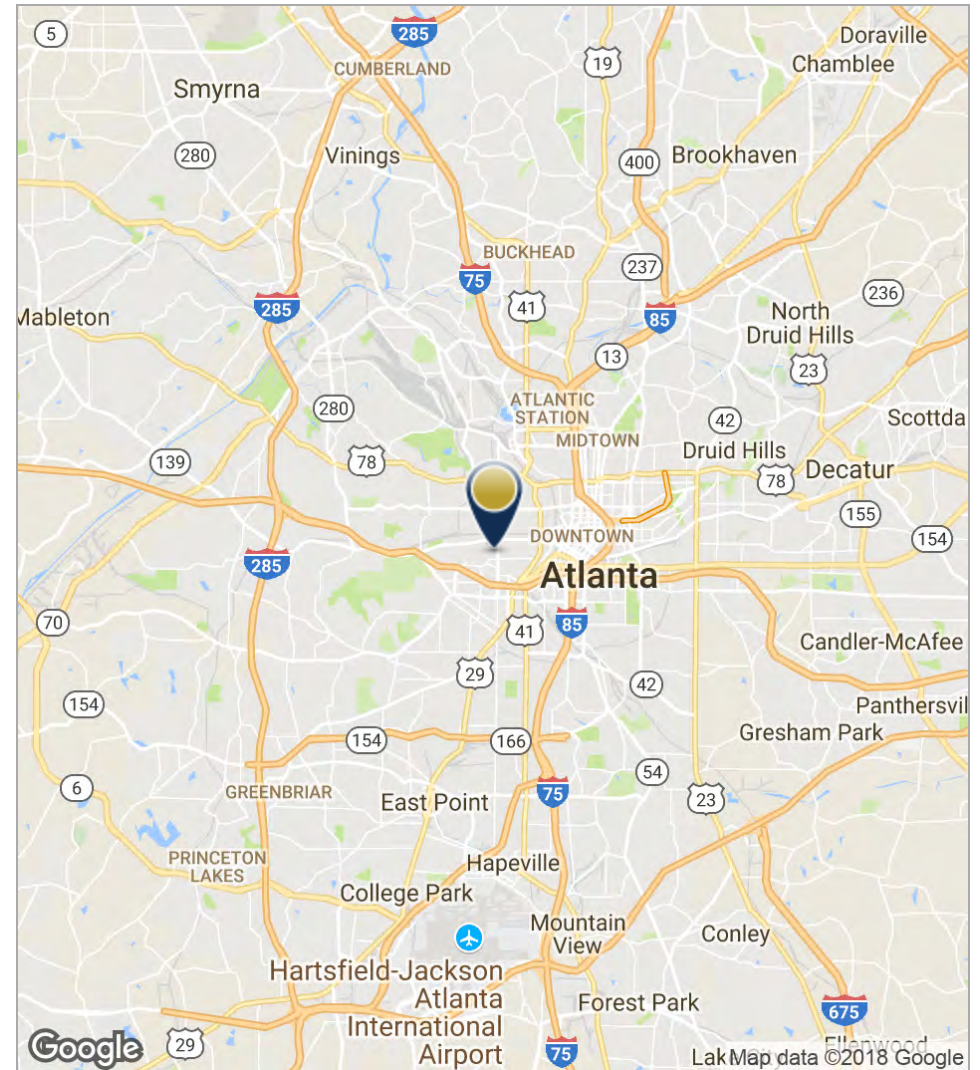 5
285
19
Doraville
Chamblee
CUMBERLAND
Smyrna
280
Vinings
400
Brookhaven
BUCKHEAD
237
75
41
285
236
85
Mableton
North
Druid Hills
13
23
ATLANTIC
STATION
280
42
Scottda
MIDTOWN
139
78
Druid Hills
Decatur
78
155
DOWNTOWN
154
285
Atlanta
70
41
85
Candler-McAfee
29
42
154
Panthersvil
Gresham Park
154
166
54
6
GREENBRIAR
75
23
East Point
PRINCETON
LAKES
Hapeville
College Park
Mountain
View
Conley
Hartsfield-Jackson
Atlanta
International
Airport
Forest Park
675
29
75
Google
Ellenwood
Map data ©2018 Google